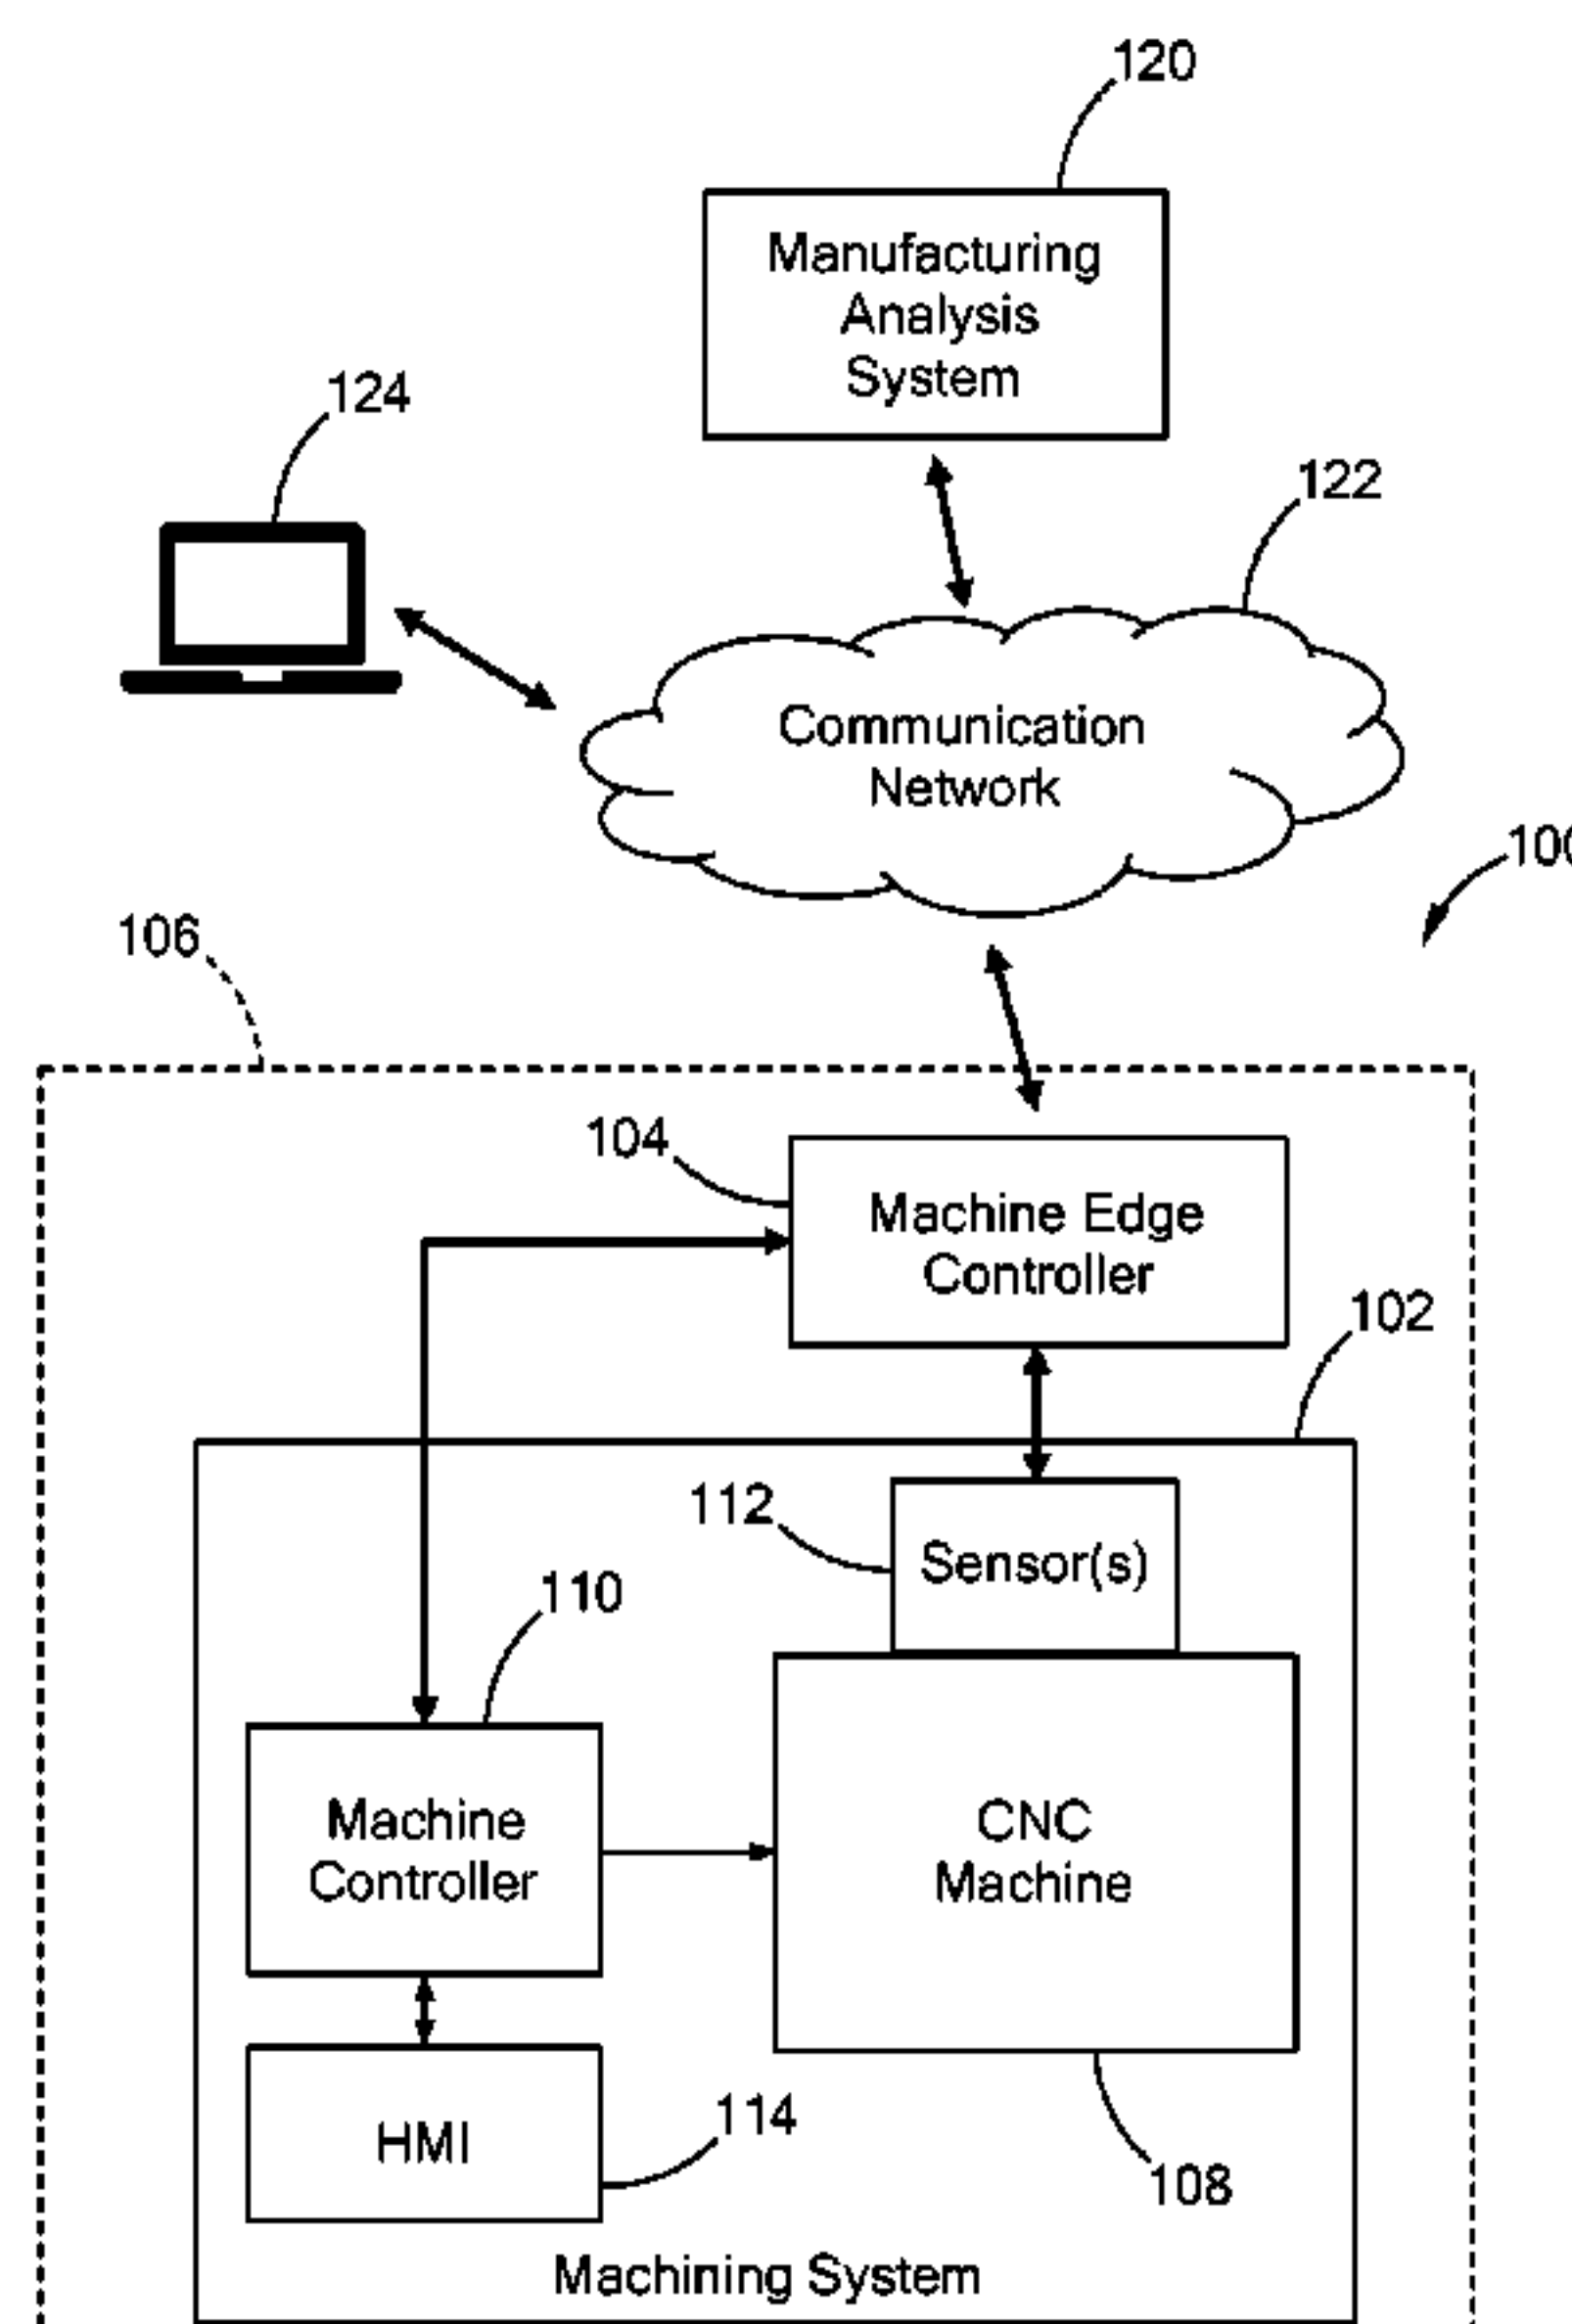 120
Manufacturing
Analysis
System
124
122
Communication
Network
106
104
Machine Edge
Controller
102
112
Sensor(s)
110
Machine
Controller
CNC
Machine
HMI
114
108
Machining System